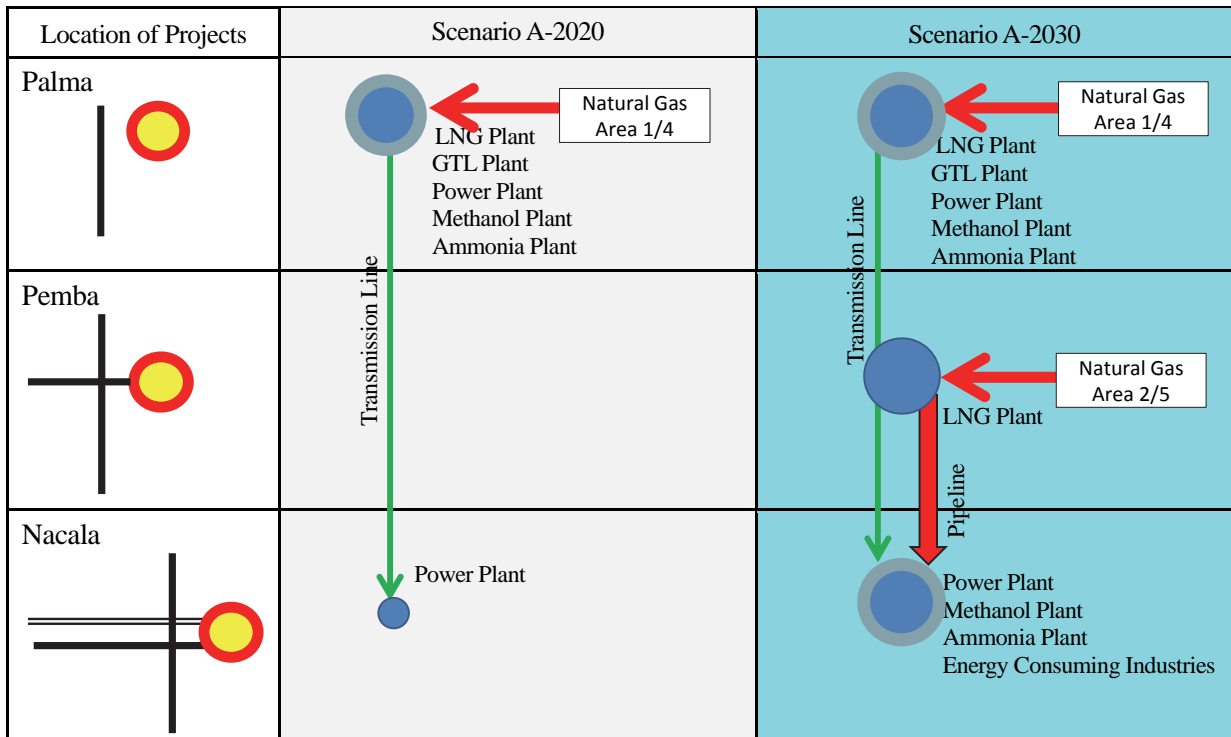 Location of Projects
Scenario A-2020
Scenario A-2030
Palma
Natural Gas
Area 1/4
LNG Plant
GTL Plant
Power Plant
Methanol Plant
Ammonia Plant
Natural Gas
Area 1/4
LNG Plant
GTL Plant
Power Plant
Methanol Plant
Ammonia Plant
Transmission Line
Transmission Line
Pemba
Natural Gas
Area 2/5
LNG Plant
Pipeline
Nacala
Power Plant
Power Plant
Methanol Plant
Ammonia Plant
Energy Consuming Industries